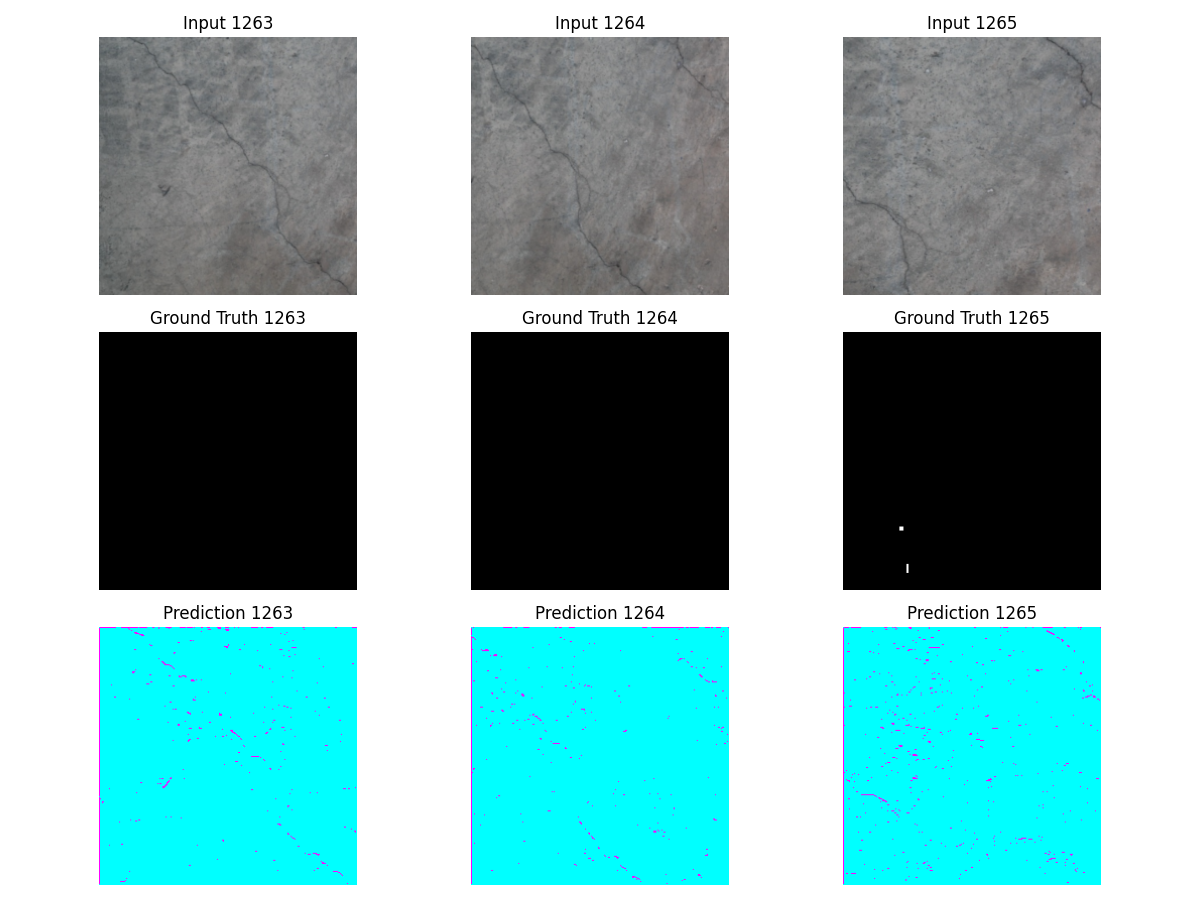 Input 1263
Input 1264
Input 1265
Ground Truth 1263
Ground Truth 1264
Ground Truth 1265
Prediction 1263
Prediction 1264
Prediction 1265